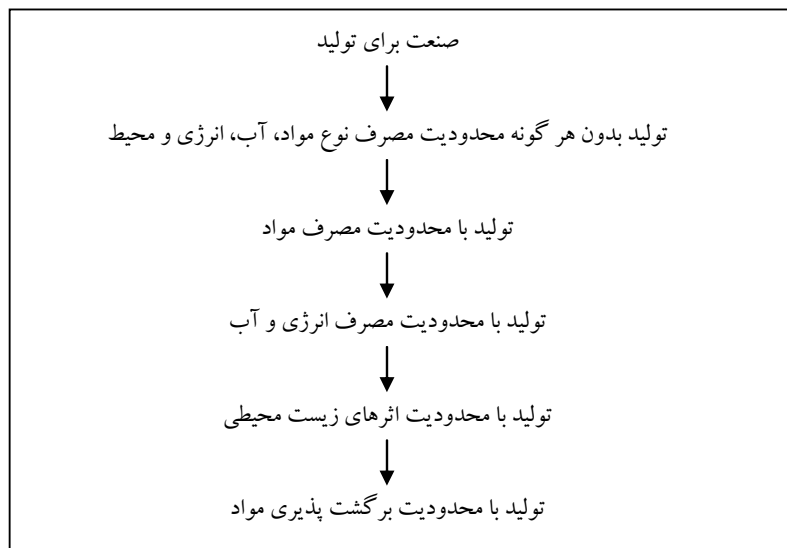 صنعت برای تولید
تولید بدون هر گونه محدودیت مصرف نوع مواد، آب، انرژی و محیط
تولید با محدودیت مصرف مواد
تولید با محدودیت مصرف انرژی و آب
تولید با محدودیت اثرهای زیست محیطی
تولید با محدودیت برگشت پذیری مواد